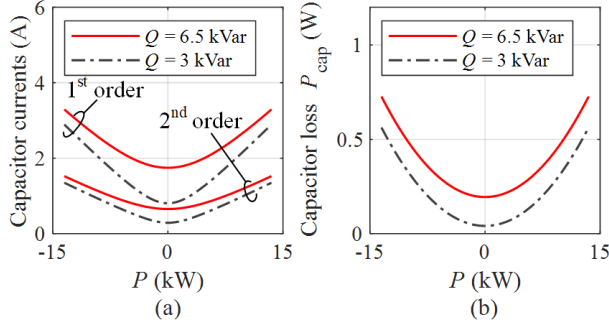 Capacitor currents (A)
6
4
2
0
Q = 6.5 kVar
Q = 3 kVar
1st order
2nd order
-15 0 15
P (kW)
(a)
Capacitor loss Pcap (W)
1
0.5
0
Q = 6.5 kVar
Q = 3 kVar
-15 0 15
P (kW)
(b)